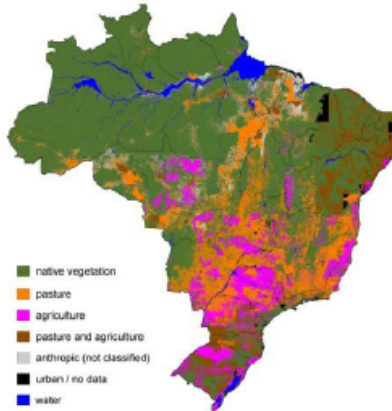 native vegetation
pasture
agriculture
pasture and agriculture
anthropic (not classified)
urban / no data
water